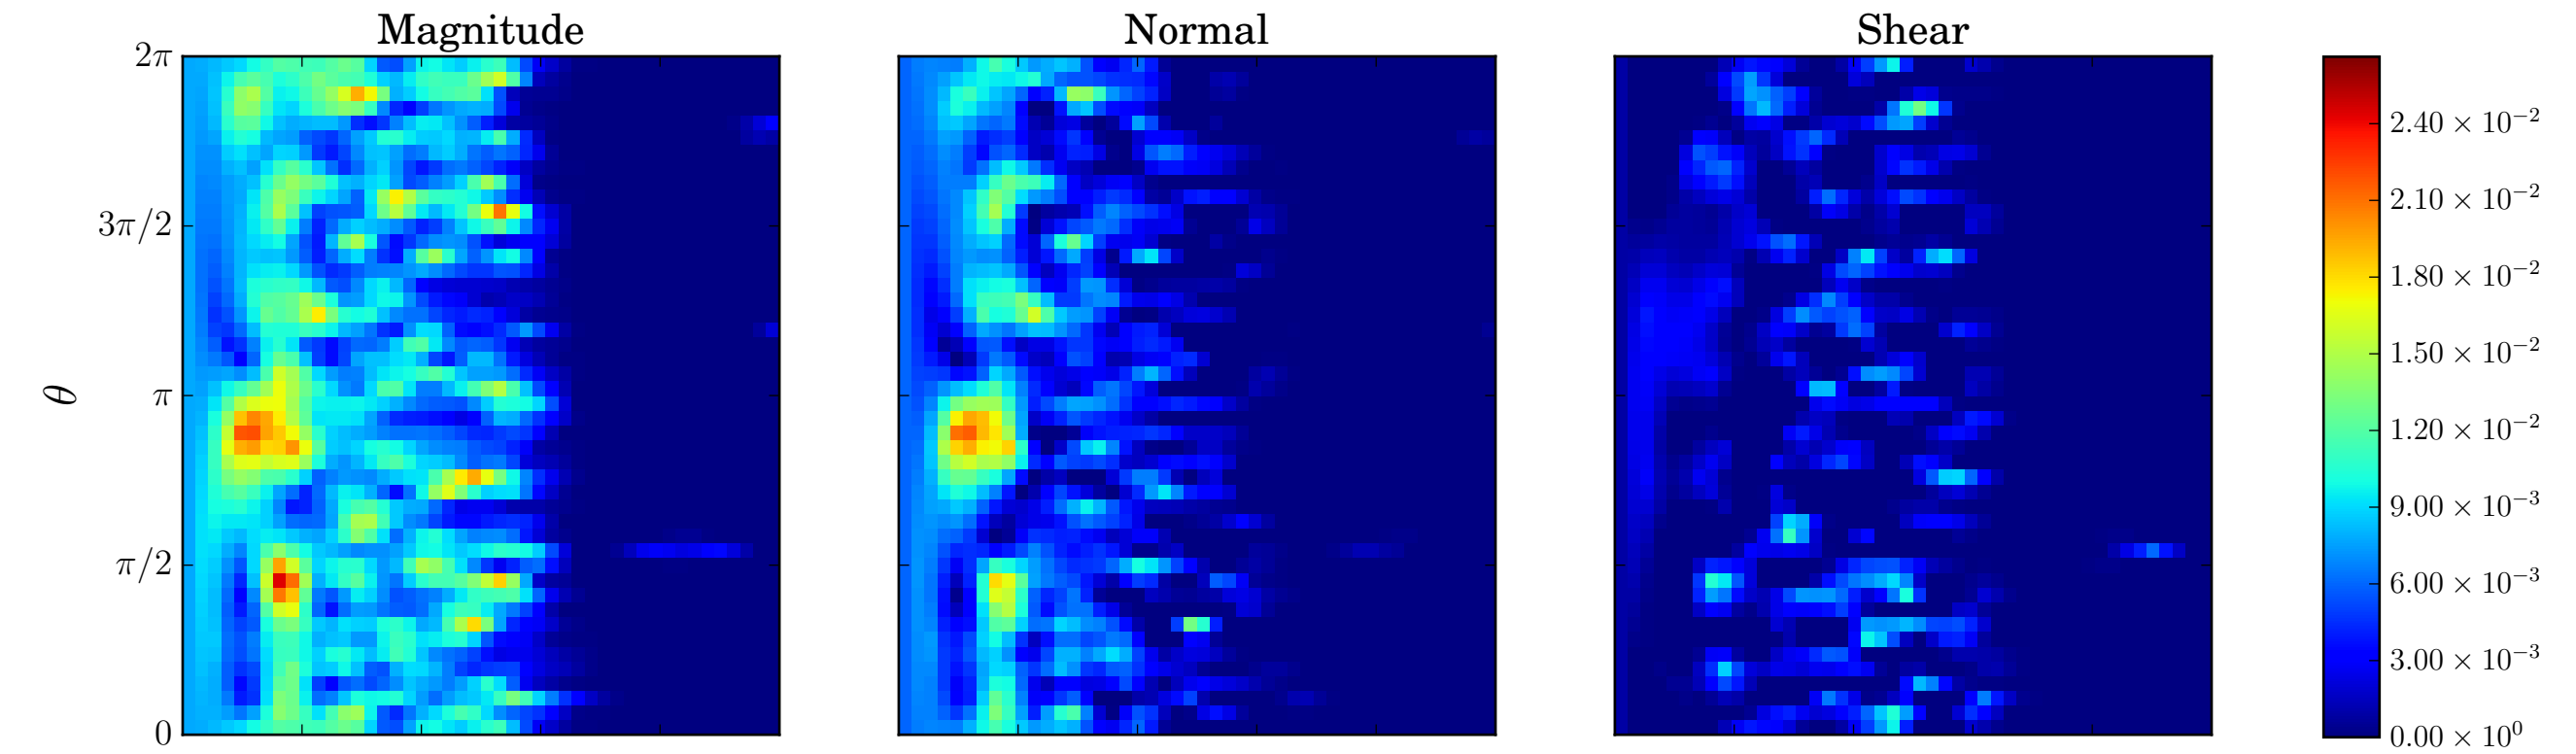 Magnitude
Normal
Shear
2π
3π/2
π
π/2
0
θ
2.40 × 10⁻²
2.10 × 10⁻²
1.80 × 10⁻²
1.50 × 10⁻²
1.20 × 10⁻²
9.00 × 10⁻³
6.00 × 10⁻³
3.00 × 10⁻³
0.00 × 10⁰